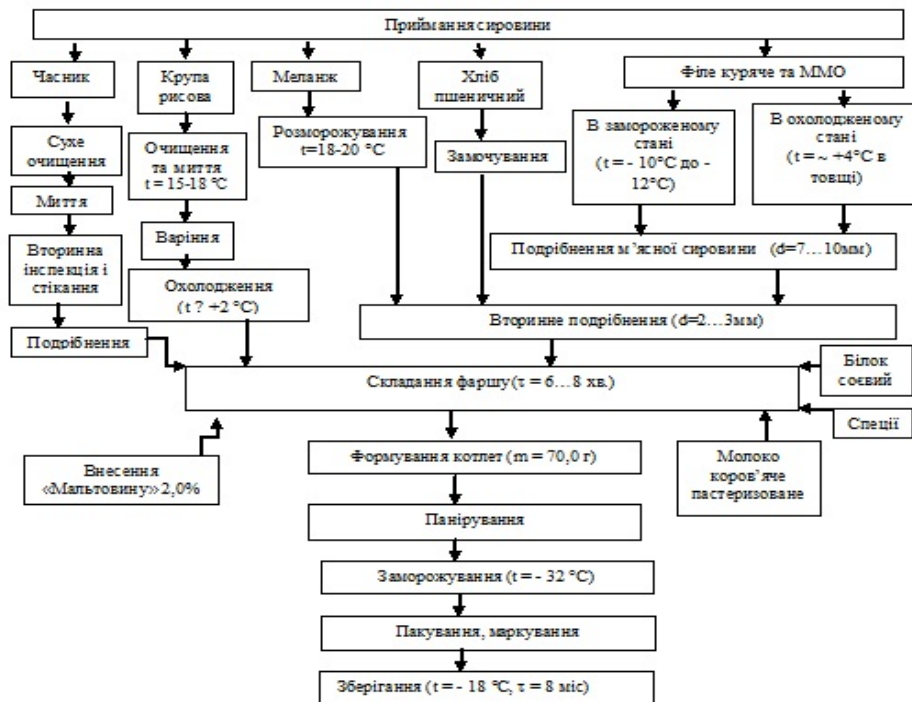 Приймання сировини
Часник
Крупа
рисова
Меланж
Хліб
пшеничний
Філе куряче та ММО
Сухе
очищення
Очищення
та миття
t = 15-18 °С
Розморожування
t=18-20 °С
Замочування
В замороженому
стані
(t = - 10°С до -
12°С)
В охолодженому
стані
(t = ~ +4°С в
товщі)
Миття
Варіння
Подрібнення м’ясної сировини (d=7…10мм)
Вторинна
інспекція і
стікання
Охолодження
(t ? +2 °С)
Вторинне подрібнення (d=2…3мм)
Подрібнення
Складання фаршу (τ = 6…8 хв.)
Білок
соєвий
Спеції
Внесення
«Мальтовину» 2,0%
Формування котлет (m = 70,0 г)
Молоко
коров’яче
пастеризоване
Панірування
Заморожування (t = - 32 °С)
Пакування, маркування
Зберігання (t = - 18 °С, τ = 8 міс)